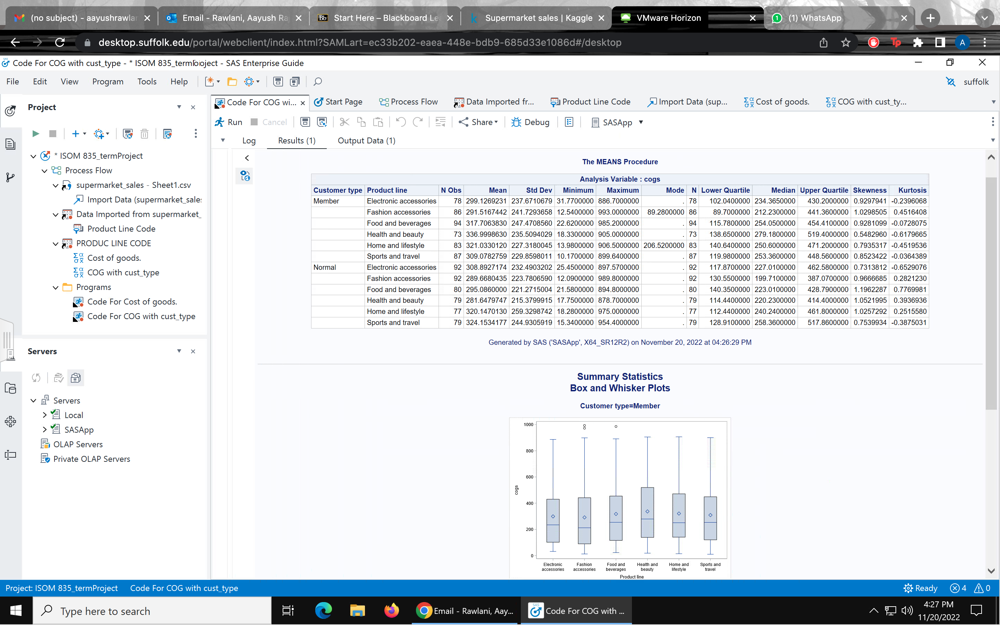 (no subject) - aayushrawlan
Email - Rawlani, Aayush Ra
Bb Start Here – Blackboard Le
k Supermarket sales | Kaggle
VMware Horizon
1 (1) WhatsApp
desktop.suffolk.edu/portal/webclient/index.html?SAMLart=ec33b202-eaea-448e-bdb9-685d33e1086d#/desktop
Tp
A
SAS Code For COG with cust_type - * ISOM 835_termProject - SAS Enterprise Guide
File Edit View Program Tools Help
suffolk
Project
Code For COG wi...
Start Page
Process Flow
Data Imported fr...
Product Line Code
Import Data (sup...
Cost of goods.
COG with cust_ty...
Run Cancel Share Debug SASApp
Log Results (1) Output Data (1)
* ISOM 835_termProject
Process Flow
supermarket_sales - Sheet1.csv
Import Data (supermarket_sales
Data Imported from supermarket_
Product Line Code
PRODUC LINE CODE
Cost of goods.
COG with cust_type
Programs
Code For Cost of goods.
Code For COG with cust_type
Servers
Servers
Local
SASApp
OLAP Servers
Private OLAP Servers
The MEANS Procedure
Analysis Variable : cogs
Customer type Product line N Obs Mean Std Dev Minimum Maximum Mode N Lower Quartile Median Upper Quartile Skewness Kurtosis
Member Electronic accessories 78 299.1269231 237.6710679 31.7700000 886.7000000 . 78 102.0400000 234.3650000 430.2000000 0.9297941 -0.2396068
Fashion accessories 86 291.5167442 241.7293658 12.5400000 993.0000000 89.2800000 86 89.7000000 212.2300000 441.3600000 1.0298505 0.4516408
Food and beverages 94 317.7063830 247.4708560 22.6200000 985.2000000 . 94 115.7800000 254.0500000 454.4100000 0.9281099 -0.0728075
Health and beauty 73 336.9998630 235.5094029 18.3300000 905.0000000 . 73 138.6500000 279.1800000 519.4000000 0.5482960 -0.6179665
Home and lifestyle 83 321.0330120 227.3180045 13.9800000 906.5000000 206.5200000 83 140.6400000 250.6000000 471.2000000 0.7935317 -0.4519536
Sports and travel 87 309.0782759 229.8598011 10.1700000 899.6400000 . 87 119.9800000 253.3600000 448.5600000 0.8523422 -0.0364389
Normal Electronic accessories 92 308.8927174 232.4903202 25.4500000 897.5700000 . 92 117.8700000 227.0100000 462.5800000 0.7313812 -0.6529076
Fashion accessories 92 289.6680435 223.7806590 12.0900000 989.8000000 . 92 130.5500000 199.7100000 387.0700000 0.9666685 0.2821230
Food and beverages 80 295.0860000 221.2715004 21.5800000 894.8000000 . 80 140.3500000 223.0100000 428.7900000 1.1962287 0.7769981
Health and beauty 79 281.6479747 215.3799915 17.7500000 878.7000000 . 79 114.4400000 220.2300000 414.4000000 1.0521995 0.3936936
Home and lifestyle 77 320.1470130 259.3298742 18.2800000 975.0000000 . 77 112.4400000 240.2400000 461.8000000 1.0257292 0.2515580
Sports and travel 79 324.1534177 244.9305919 15.3400000 954.4000000 . 79 128.9100000 258.3600000 517.8600000 0.7539934 -0.3875031
Generated by SAS ('SASApp', X64_SR12R2) on November 20, 2022 at 04:26:29 PM
Summary Statistics
Box and Whisker Plots
Customer type=Member
1000
800
600
400
200
0
cogs
Electronic accessories
Fashion accessories
Food and beverages
Health and beauty
Home and lifestyle
Sports and travel
Product line
Project: ISOM 835_termProject Code For COG with cust_type
Ready 4 0
Type here to search
Email - Rawlani, Aay...
SAS Code For COG with ...
4:27 PM
11/20/2022